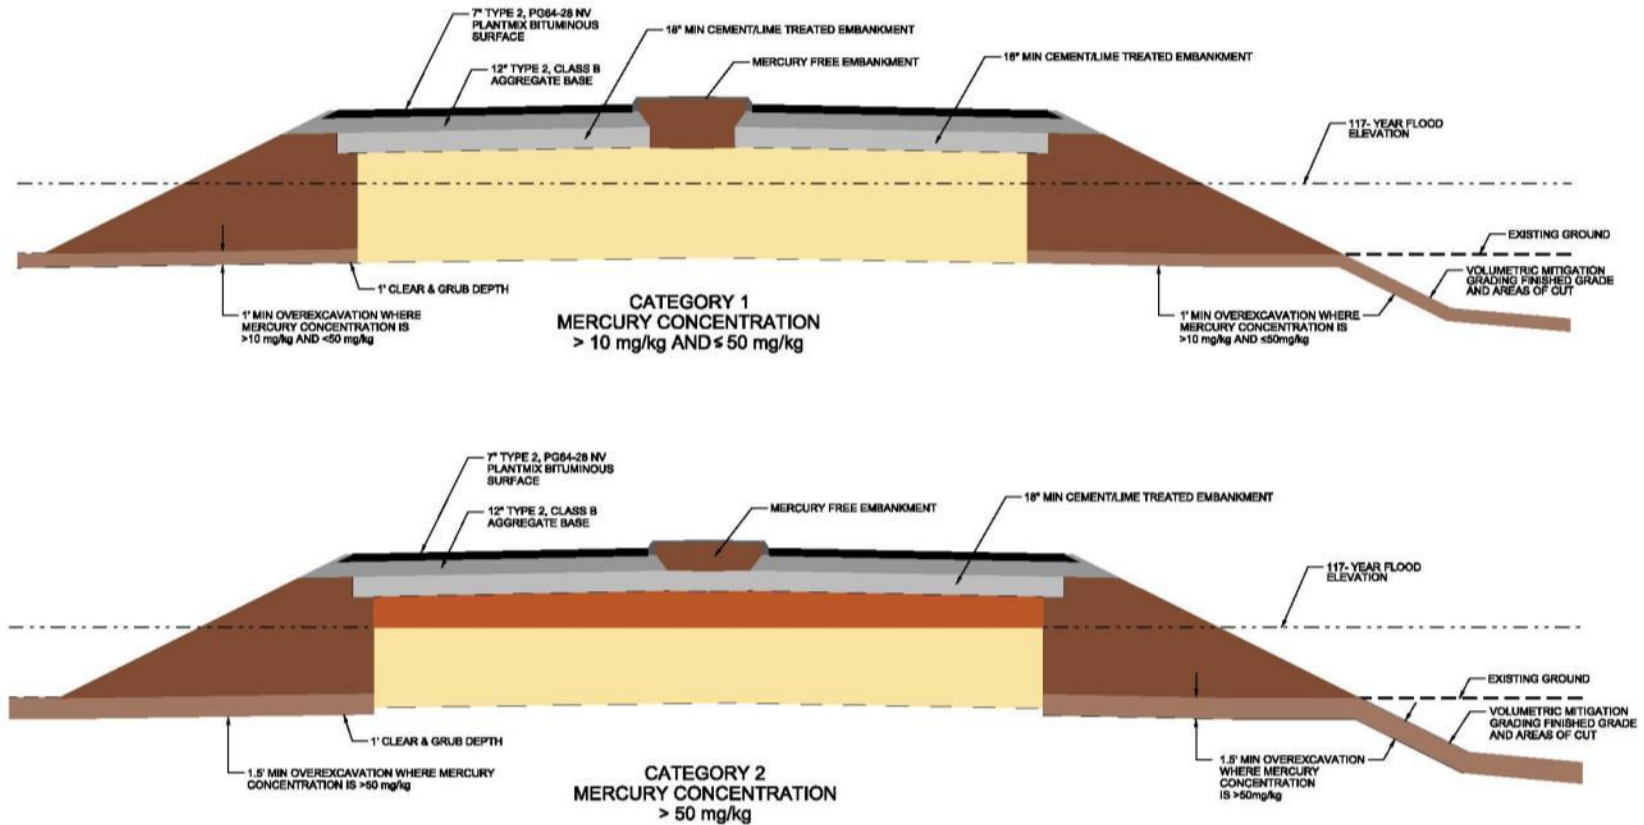 7" TYPE 2, PG64-28 NV
PLANTMIX BITUMINOUS
SURFACE
18" MIN CEMENT/LIME TREATED EMBANKMENT
12" TYPE 2, CLASS B
AGGREGATE BASE
MERCURY FREE EMBANKMENT
18" MIN CEMENT/LIME TREATED EMBANKMENT
117- YEAR FLOOD
ELEVATION
EXISTING GROUND
VOLUMETRIC MITIGATION
GRADING FINISHED GRADE
AND AREAS OF CUT
1' CLEAR & GRUB DEPTH
1' MIN OVEREXCAVATION WHERE
MERCURY CONCENTRATION IS
>10 mg/kg AND <50 mg/kg
1' MIN OVEREXCAVATION WHERE
MERCURY CONCENTRATION IS
>10 mg/kg AND ≤50mg/kg
CATEGORY 1
MERCURY CONCENTRATION
> 10 mg/kg AND ≤ 50 mg/kg
7" TYPE 2, PG64-28 NV
PLANTMIX BITUMINOUS
SURFACE
12" TYPE 2, CLASS B
AGGREGATE BASE
MERCURY FREE EMBANKMENT
18" MIN CEMENT/LIME TREATED EMBANKMENT
117- YEAR FLOOD
ELEVATION
EXISTING GROUND
VOLUMETRIC MITIGATION
GRADING FINISHED GRADE
AND AREAS OF CUT
1' CLEAR & GRUB DEPTH
1.5' MIN OVEREXCAVATION WHERE MERCURY
CONCENTRATION IS >50 mg/kg
1.5' MIN OVEREXCAVATION
WHERE MERCURY
CONCENTRATION
IS >50mg/kg
CATEGORY 2
MERCURY CONCENTRATION
> 50 mg/kg